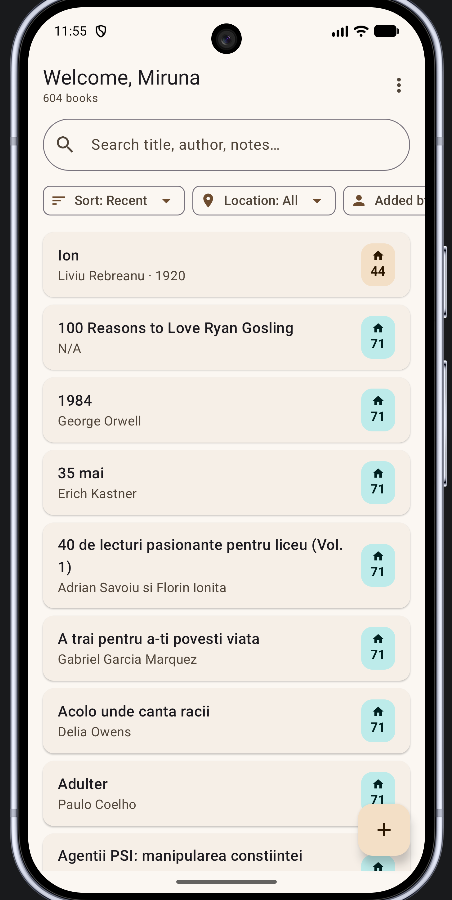 11:55
Welcome, Miruna
604 books
Search title, author, notes…
Sort: Recent
Location: All
Added b
Ion
Liviu Rebreanu · 1920
44
100 Reasons to Love Ryan Gosling
N/A
71
1984
George Orwell
71
35 mai
Erich Kastner
71
40 de lecturi pasionante pentru liceu (Vol.
1)
Adrian Savoiu si Florin Ionita
71
A trai pentru a-ti povesti viata
Gabriel Garcia Marquez
71
Acolo unde canta racii
Delia Owens
71
Adulter
Paulo Coelho
71
+
Agentii PSI: manipularea constiintei